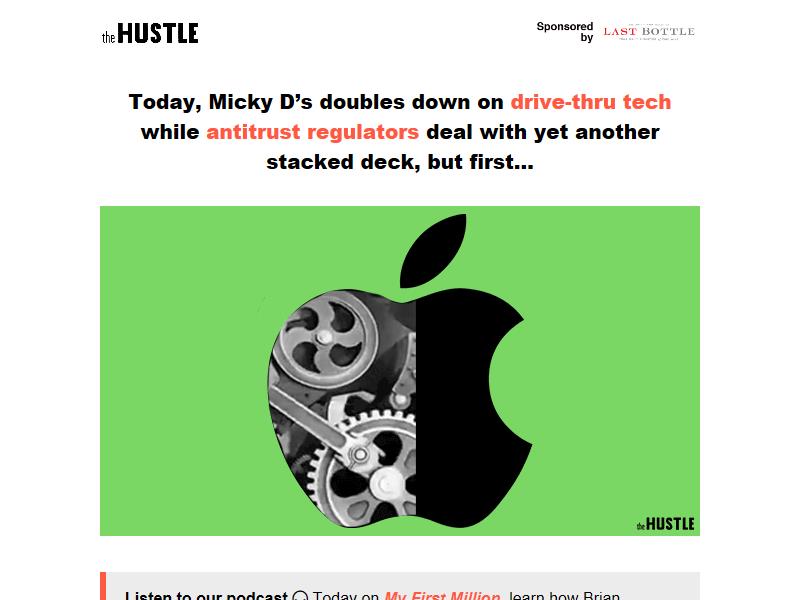 the HUSTLE
Sponsored by
LAST BOTTLE
Today, Micky D’s doubles down on drive-thru tech
while antitrust regulators deal with yet another
stacked deck, but first...
the HUSTLE
Listen to our podcast 🎧 Today on My First Million, learn how Brian